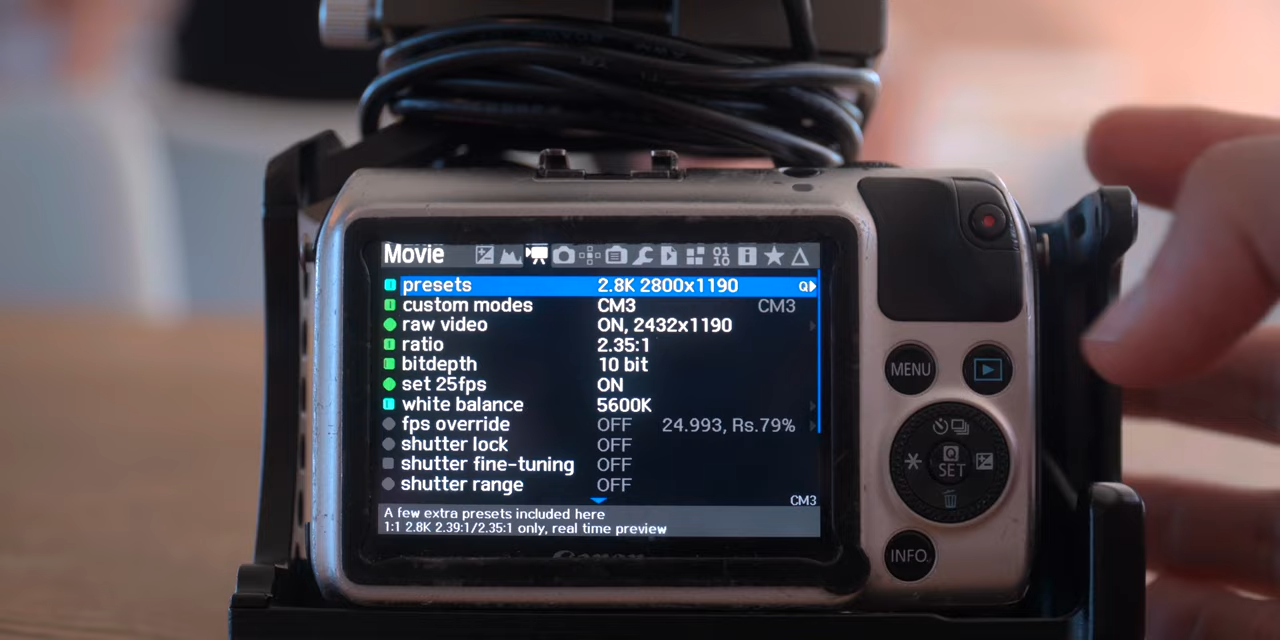 Movie
presets 2.8K 2800x1190 Q
custom modes CM3 CM3
raw video ON, 2432x1190
ratio 2.35:1
bitdepth 10 bit
set 25fps ON
white balance 5600K
fps override OFF 24.993, Rs.79%
shutter lock OFF
shutter fine-tuning OFF
shutter range OFF
CM3
A few extra presets included here
1:1 2.8K 2.39:1/2.35:1 only, real time preview
Canon
MENU
Q
SET
INFO.